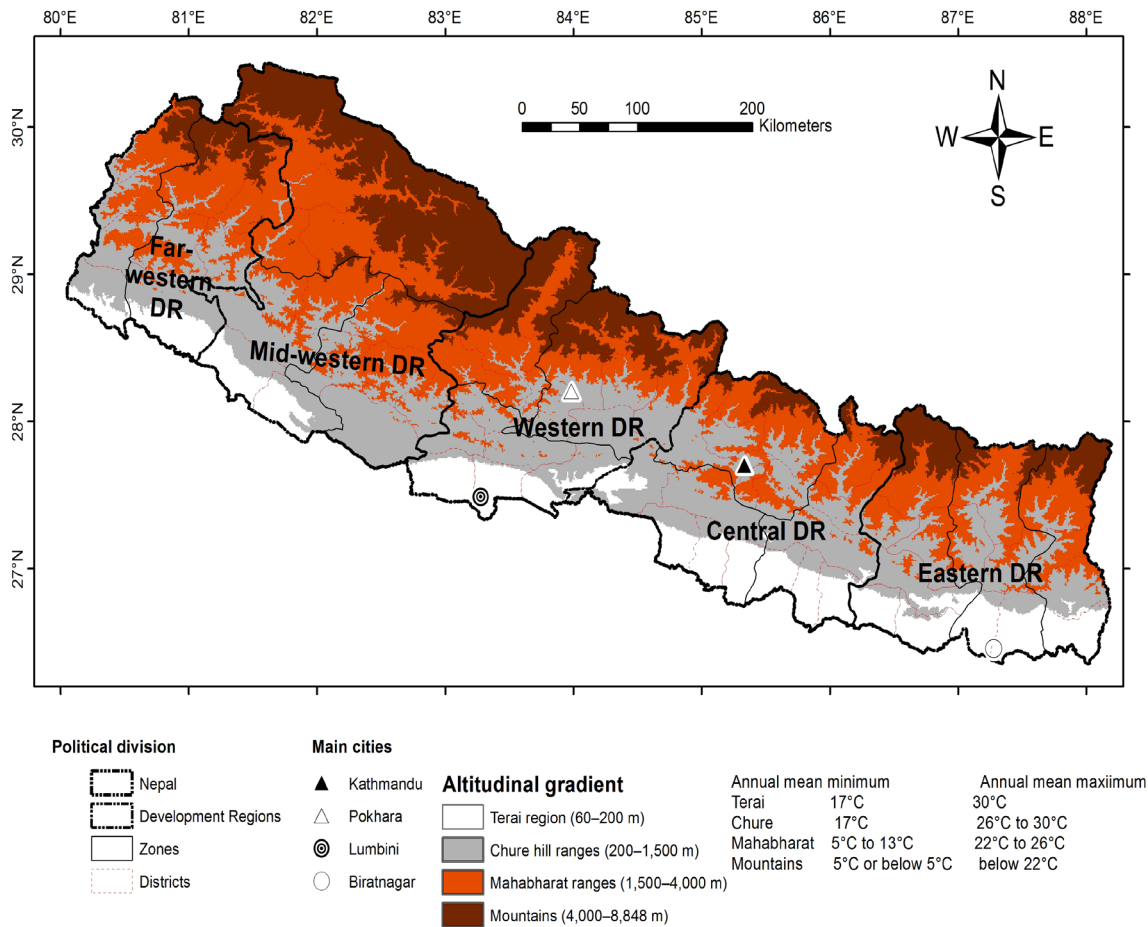 80°E 81°E 82°E 83°E 84°E 85°E 86°E 87°E 88°E
30°N
29°N
28°N
27°N
0 50 100 200
Kilometers
N
W E
S
Far-
western
DR
Mid-western DR
Western DR
Central DR
Eastern DR
Political division
Nepal
Development Regions
Zones
Districts
Main cities
Kathmandu
Pokhara
Lumbini
Biratnagar
Altitudinal gradient
Terai region (60–200 m)
Chure hill ranges (200–1,500 m)
Mahabharat ranges (1,500–4,000 m)
Mountains (4,000–8,848 m)
Annual mean minimum Annual mean maxiimum
Terai 17°C 30°C
Chure 17°C 26°C to 30°C
Mahabharat 5°C to 13°C 22°C to 26°C
Mountains 5°C or below 5°C below 22°C